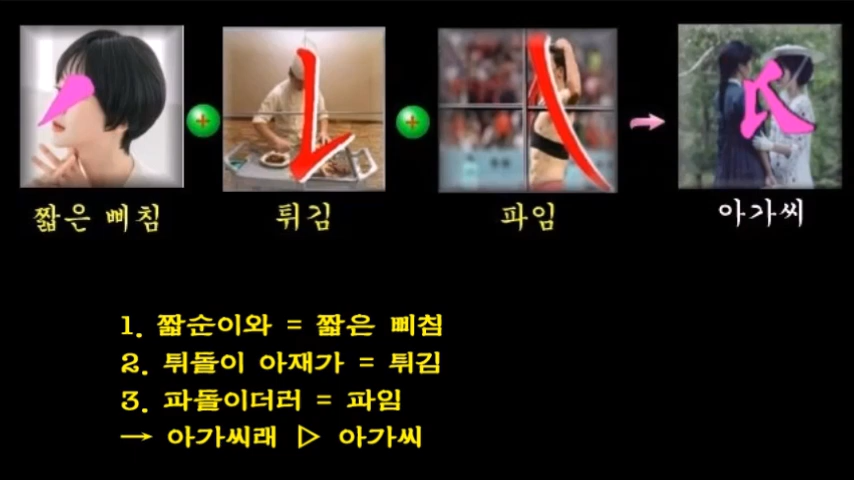 짧은 삐침 튀김 파임 아가씨
1. 짧순이와 = 짧은 삐침
2. 튀돌이 아재가 = 튀김
3. 파돌이더러 = 파임
→ 아가씨래 ▷ 아가씨